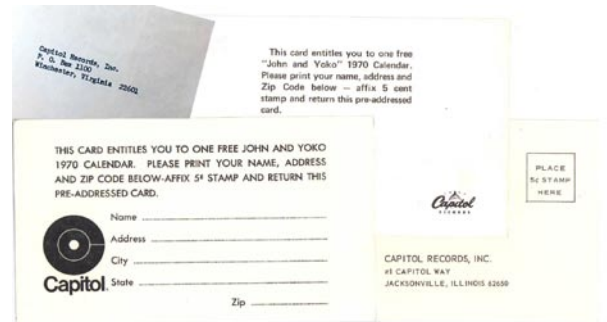 Capitol Records, Inc.
P. O. Box 1100
Winchester, Virginia 22601
This card entitles you to one free
"John and Yoko" 1970 Calendar.
Please print your name, address and
Zip Code below — affix 5 cent
stamp and return this pre-addressed
card.
Capitol
RECORDS
THIS CARD ENTITLES YOU TO ONE FREE JOHN AND YOKO
1970 CALENDAR. PLEASE PRINT YOUR NAME, ADDRESS
AND ZIP CODE BELOW-AFFIX 5¢ STAMP AND RETURN THIS
PRE-ADDRESSED CARD.
Name
Address
City
State
Zip
Capitol.
PLACE
5¢ STAMP
HERE
CAPITOL RECORDS, INC.
#1 CAPITOL WAY
JACKSONVILLE, ILLINOIS 62650